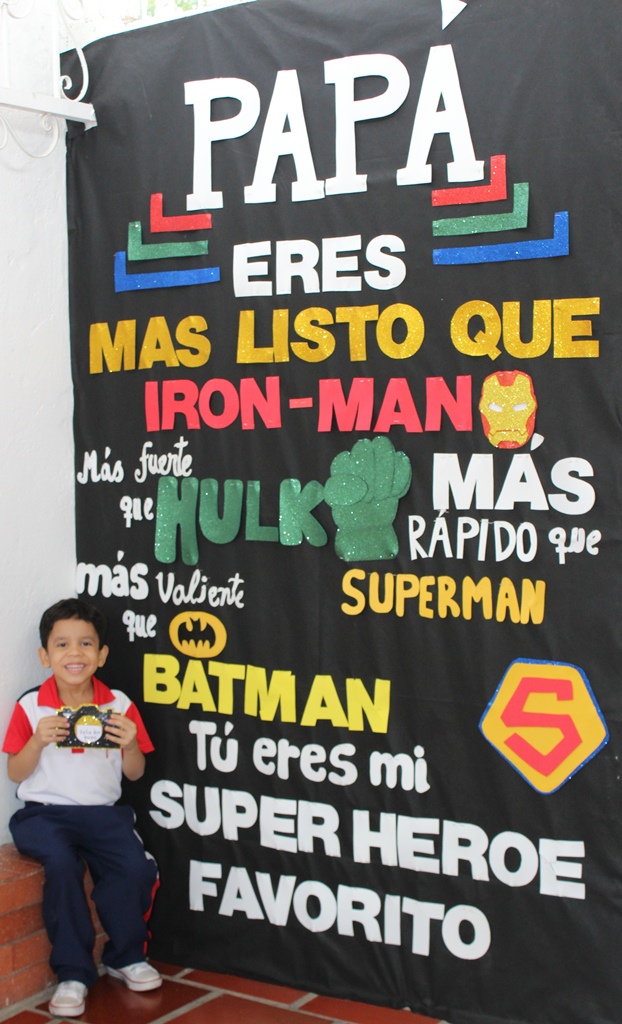 PAPA
ERES
MAS LISTO QUE
IRON-MAN
Más fuerte
que
HULK
MÁS
RÁPIDO que
SUPERMAN
más valiente
que
BATMAN
S
Tú eres mi
SUPER HEROE
FAVORITO